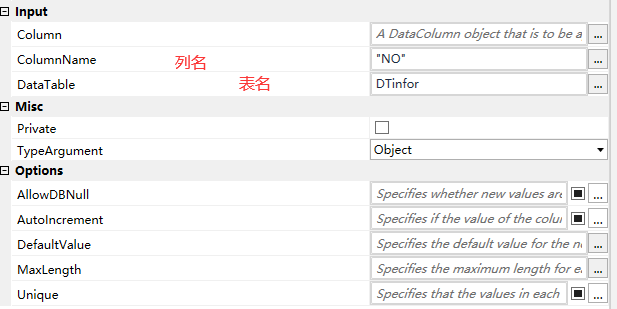 Input
Column A DataColumn object that is to be a ...
ColumnName 列名 "NO" ...
DataTable 表名 DTinfor ...
Misc
Private
TypeArgument Object
Options
AllowDBNull Specifies whether new values are ...
AutoIncrement Specifies if the value of the colu ...
DefaultValue Specifies the default value for the n ...
MaxLength Specifies the maximum length for e ...
Unique Specifies that the values in each ...